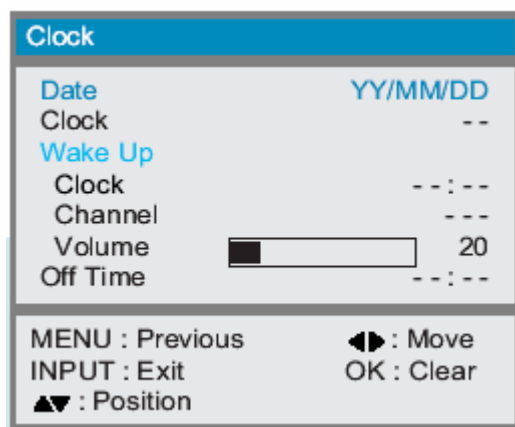 Clock
Date YY/MM/DD
Clock - -
Wake Up
Clock - - : - -
Channel - - -
Volume 20
Off Time - - : - -
MENU : Previous ◀▶ : Move
INPUT : Exit OK : Clear
▲▼ : Position